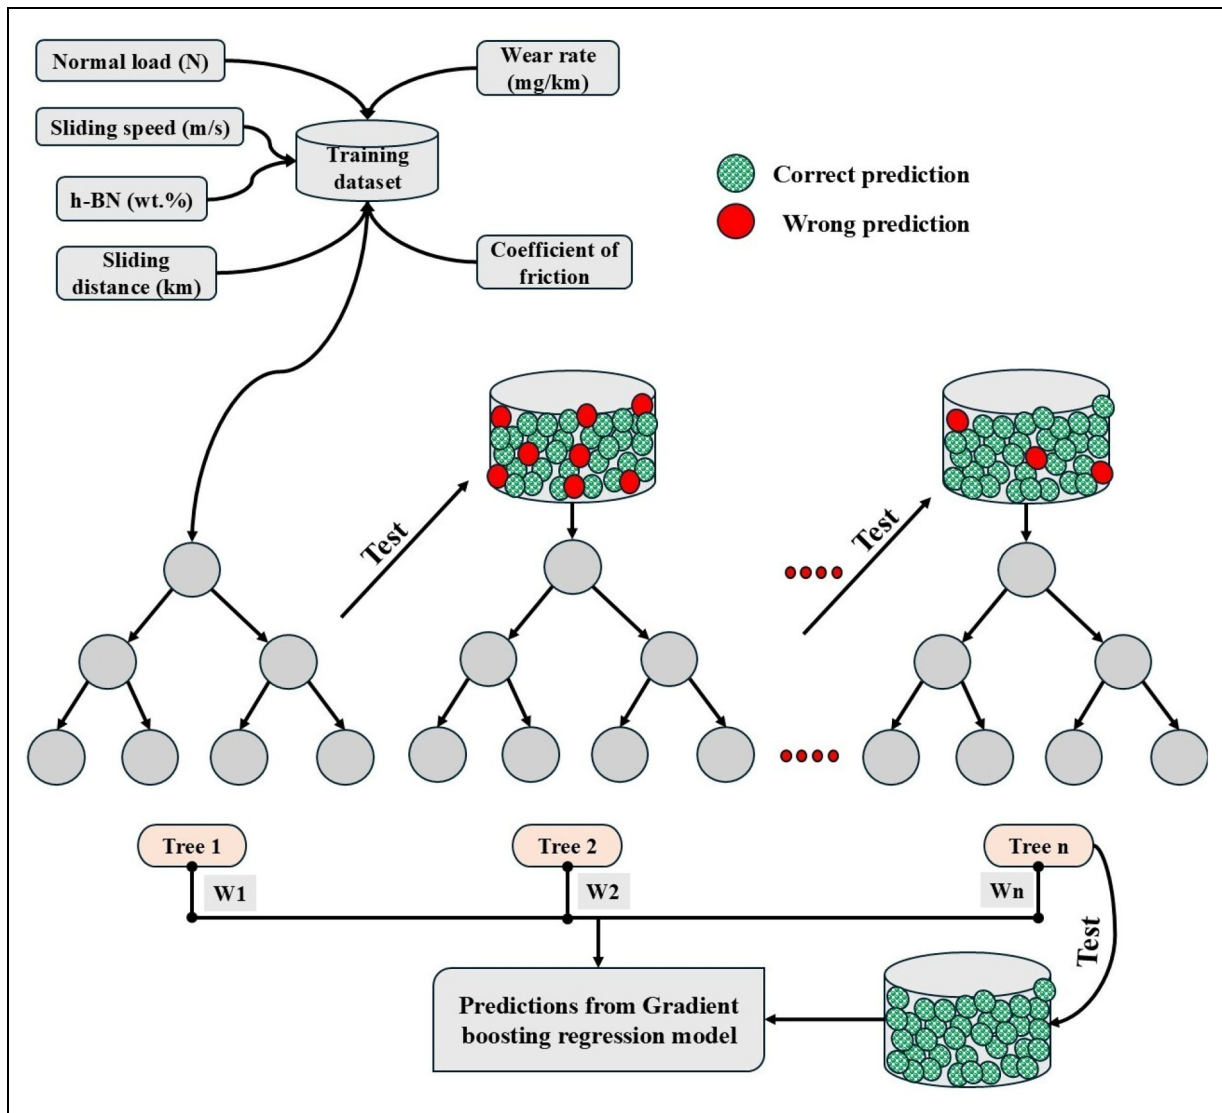 Normal load (N)
Wear rate
(mg/km)
Sliding speed (m/s)
Training
dataset
h-BN (wt.%)
Sliding
distance (km)
Coefficient of
friction
Correct prediction
Wrong prediction
Test
Test
Tree 1
Tree 2
Tree n
W1
W2
Wn
Test
Predictions from Gradient
boosting regression model